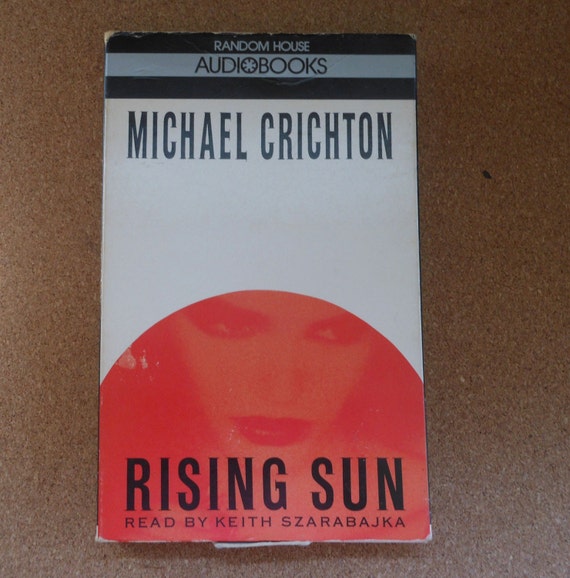 RANDOM HOUSE
AUDIOBOOKS
MICHAEL CRICHTON
RISING SUN
READ BY KEITH SZARABAJKA